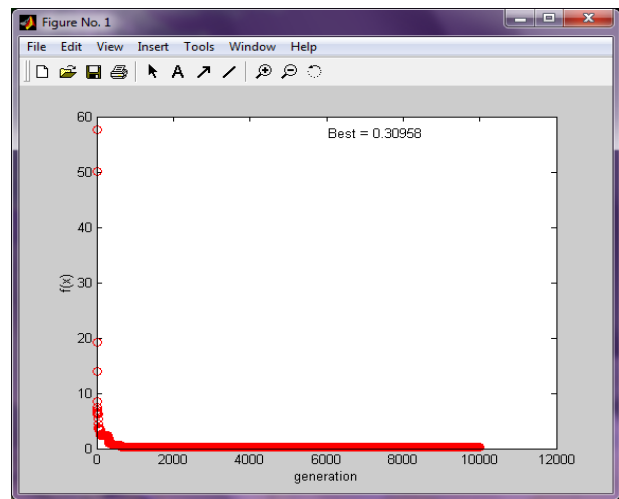 Figure No. 1
File Edit View Insert Tools Window Help
A
Best = 0.30958
60
50
40
30
20
10
0
f(x)
0 2000 4000 6000 8000 10000 12000
generation